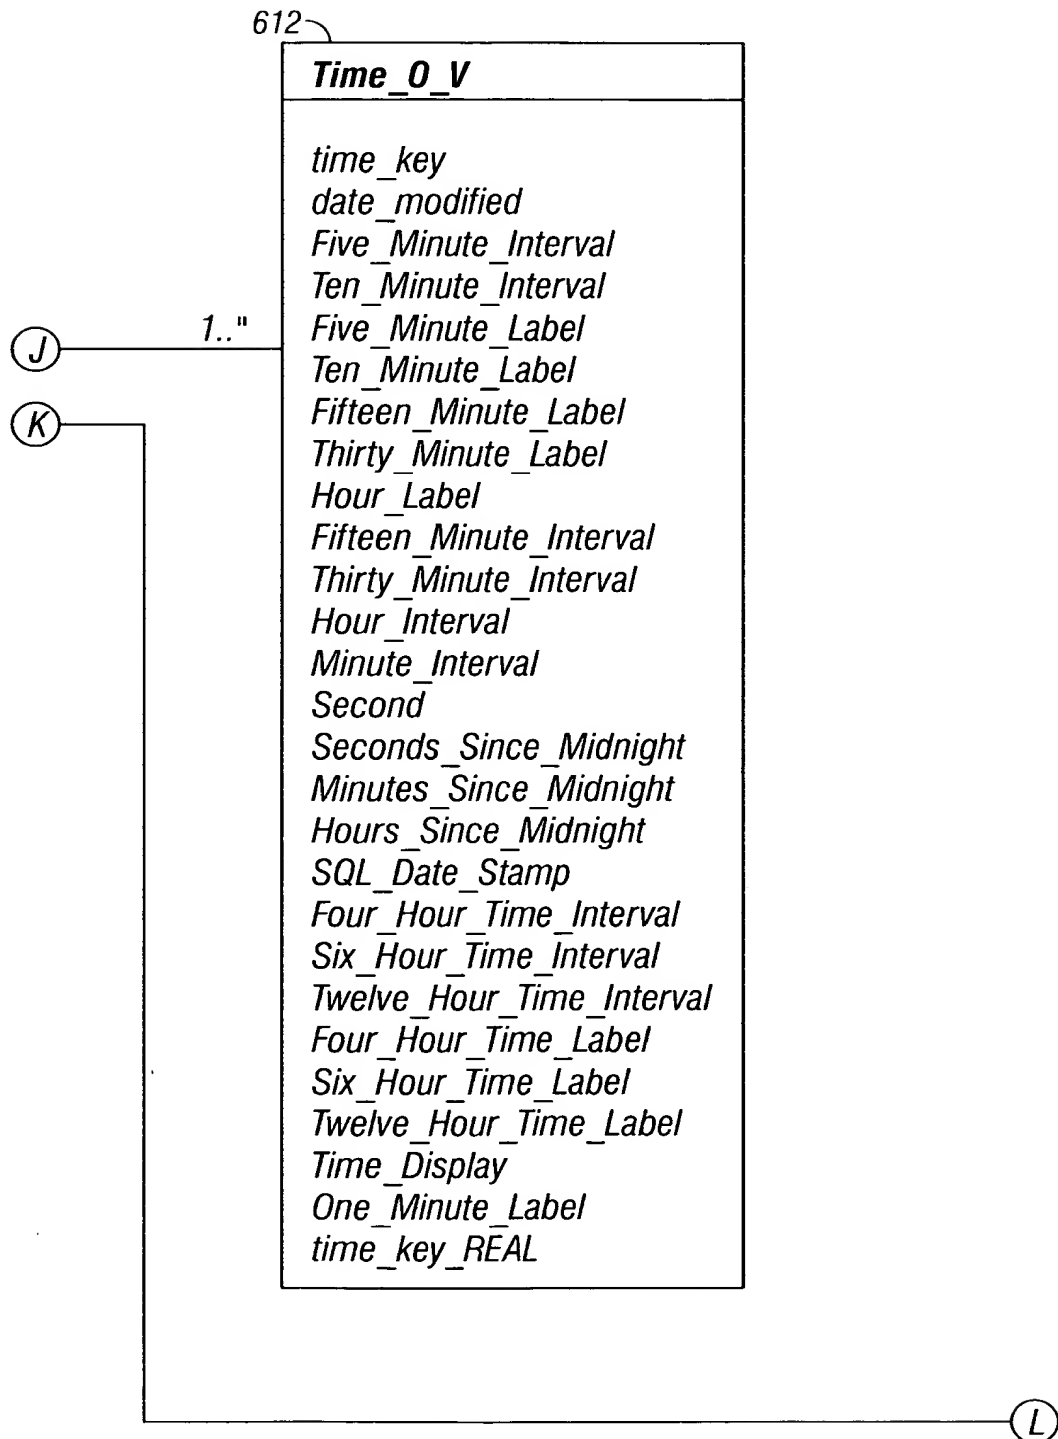 612
Time_O_V
time_key
date_modified
Five_Minute_Interval
Ten_Minute_Interval
J 1.." Five_Minute_Label
Ten_Minute_Label
K Fifteen_Minute_Label
Thirty_Minute_Label
Hour_Label
Fifteen_Minute_Interval
Thirty_Minute_Interval
Hour_Interval
Minute_Interval
Second
Seconds_Since_Midnight
Minutes_Since_Midnight
Hours_Since_Midnight
SQL_Date_Stamp
Four_Hour_Time_Interval
Six_Hour_Time_Interval
Twelve_Hour_Time_Interval
Four_Hour_Time_Label
Six_Hour_Time_Label
Twelve_Hour_Time_Label
Time_Display
One_Minute_Label
time_key_REAL
L